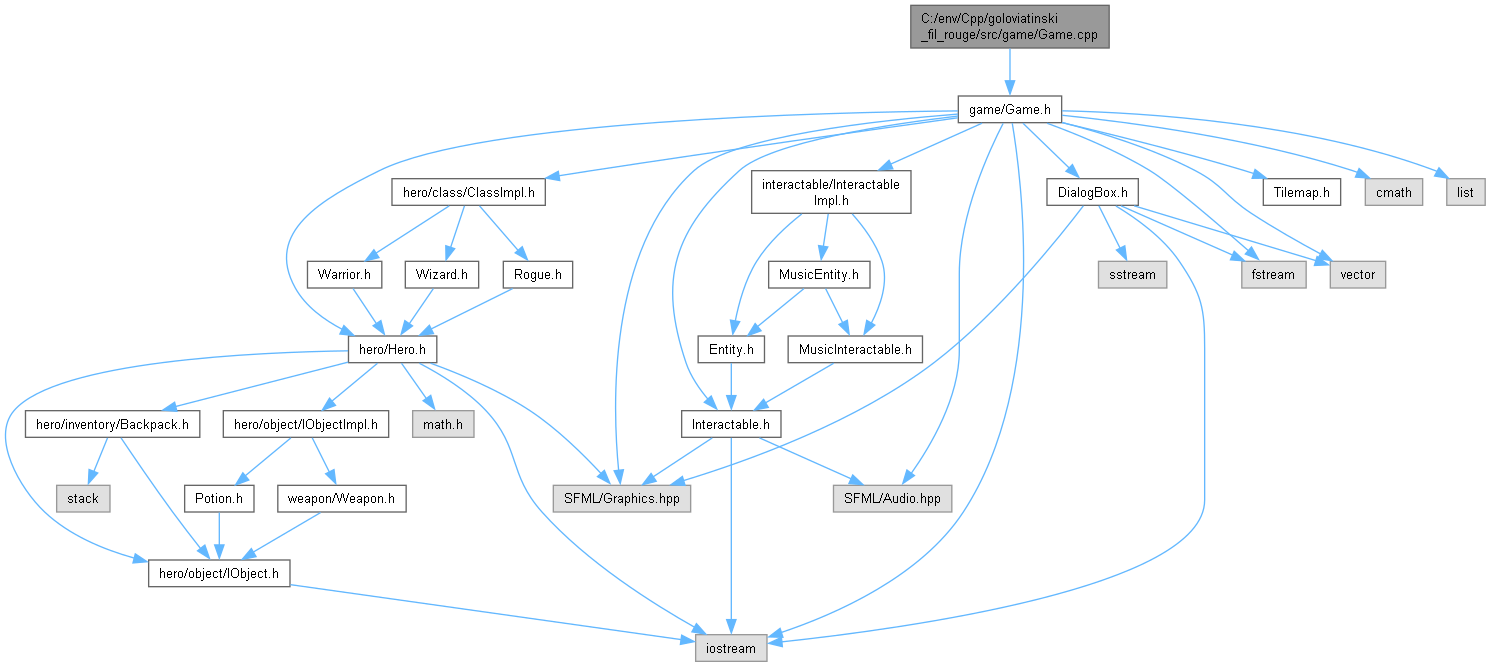 C:/env/Cpp/goloviatinski
_fil_rouge/src/game/Game.cpp
game/Game.h
hero/class/ClassImpl.h
interactable/Interactable
Impl.h
DialogBox.h
Tilemap.h
cmath
list
Warrior.h
Wizard.h
Rogue.h
MusicEntity.h
sstream
fstream
vector
hero/Hero.h
Entity.h
MusicInteractable.h
hero/inventory/Backpack.h
hero/object/IObjectImpl.h
math.h
Interactable.h
stack
Potion.h
weapon/Weapon.h
SFML/Graphics.hpp
SFML/Audio.hpp
hero/object/IObject.h
iostream